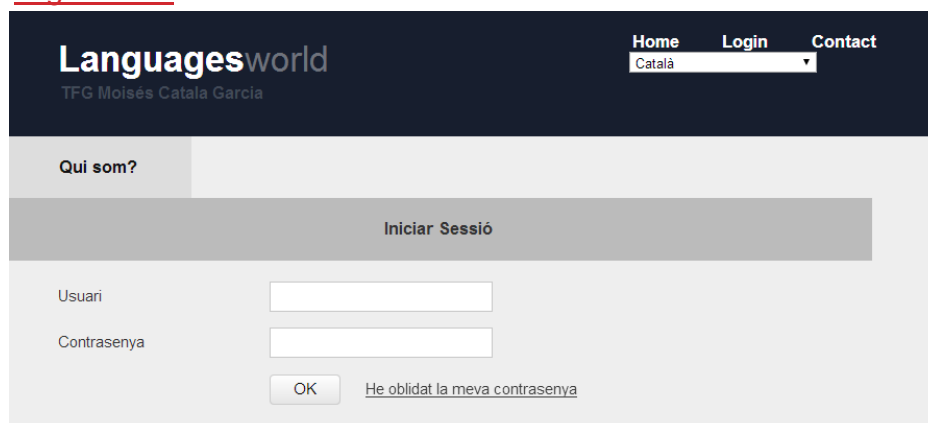 Home Login Contact
Languagesworld
Català
TFG Moisés Catala Garcia
Qui som?
Iniciar Sessió
Usuari
Contrasenya
OK He oblidat la meva contrasenya